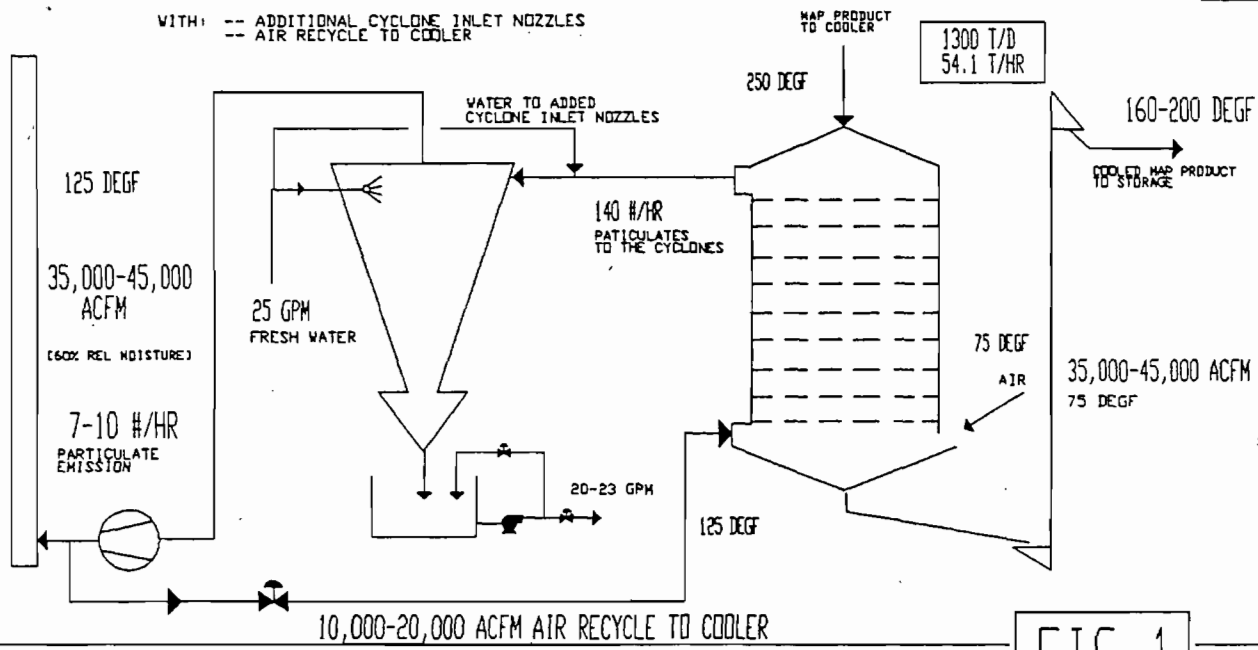 WITH: -- ADDITIONAL CYCLONE INLET NOZZLES
-- AIR RECYCLE TO COOLER
MAP PRODUCT
TO COOLER
1300 T/D
54.1 T/HR
250 DEGF
160-200 DEGF
WATER TO ADDED
CYCLONE INLET NOZZLES
COOLED MAP PRODUCT
TO STORAGE
125 DEGF
140 #/HR
PATICULATES
TO THE CYCLONES
35,000-45,000
ACFM
[60% REL MOISTURE]
25 GPM
FRESH WATER
75 DEGF
AIR
35,000-45,000 ACFM
75 DEGF
7-10 #/HR
PARTICULATE
EMISSION
20-23 GPM
125 DEGF
10,000-20,000 ACFM AIR RECYCLE TO COOLER
FIG 1